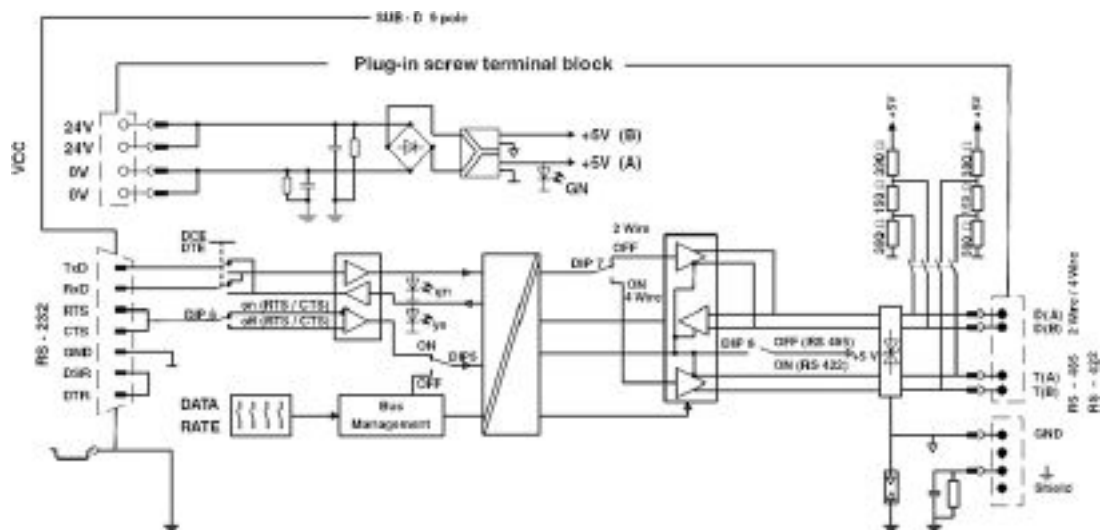 SUB - D 9 pole
Plug-in screw terminal block
VCC
24V
24V
0V
0V
+5V (B)
+5V (A)
GN
+5V
+5V
DCE
DTE
RS - 232
TxD
RxD
RTS
CTS
GND
DSR
DTR
DIP 8
on (RTS / CTS)
off (RTS / CTS)
ye
ON
DIP5
OFF
DATA
RATE
Bus
Management
2 Wire
OFF
DIP 7
ON
4 Wire
DIP 6
OFF (RS 485)
ON (RS 422)
+5 V
D(A)
D(B)
T(A)
T(B)
2 Wire / 4 Wire
RS - 485
RS - 422
GND
Shield